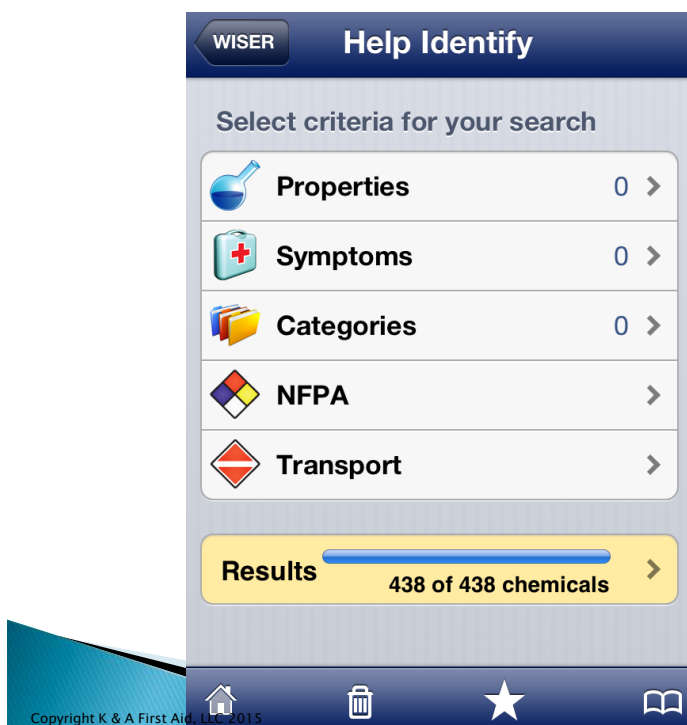 WISER
Help Identify
Select criteria for your search
Properties 0
Symptoms 0
Categories 0
NFPA
Transport
Results
438 of 438 chemicals
Copyright K & A First Aid, LLC 2015